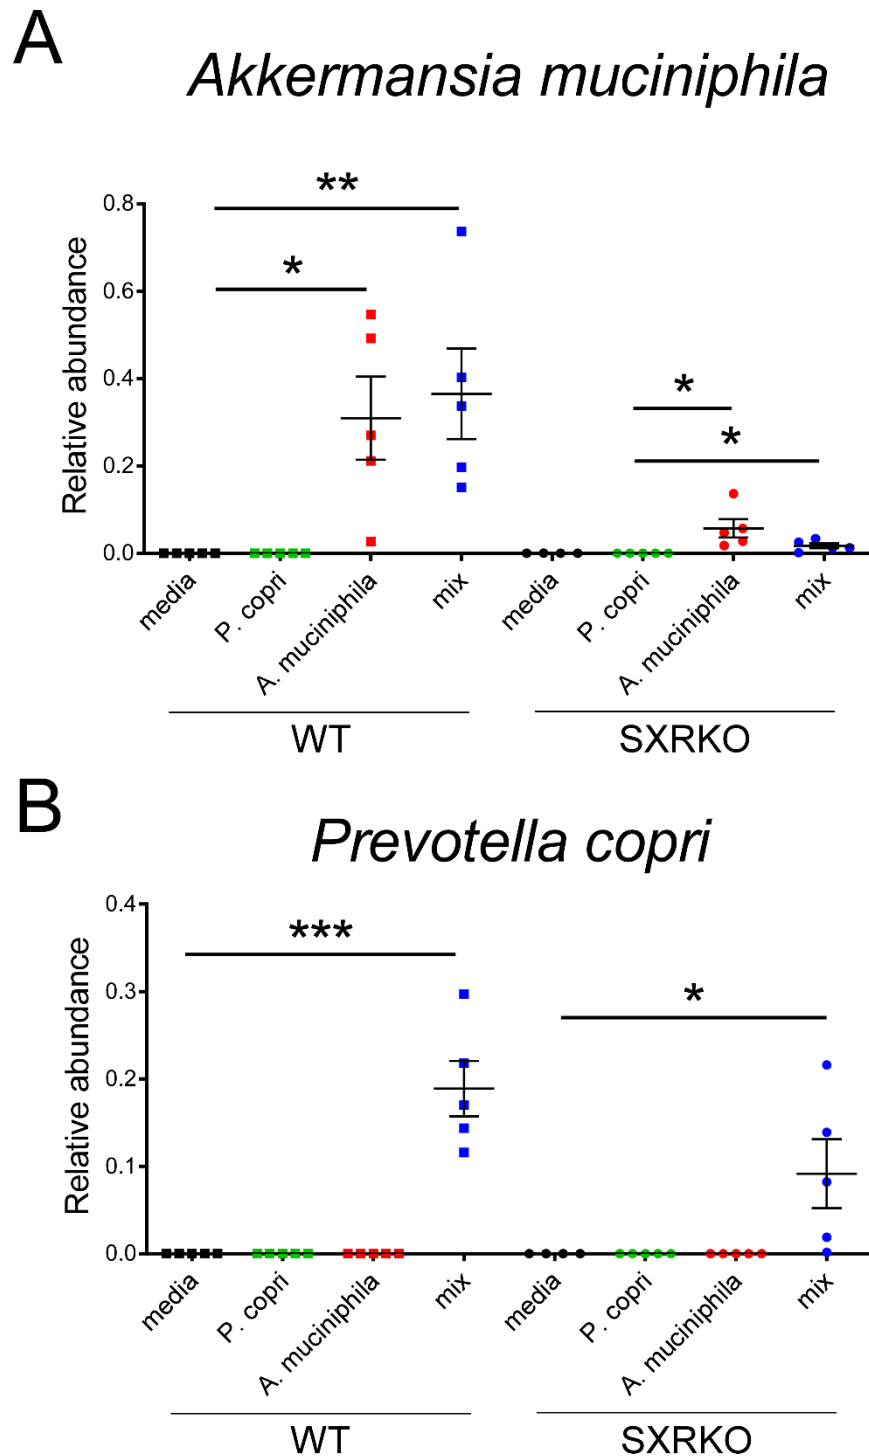 A
Akkermansia muciniphila
**
*
*
*
Relative abundance
0.8
0.6
0.4
0.2
0.0
media
P. copri
A. muciniphila
mix
media
P. copri
A. muciniphila
mix
WT
SXRKO
B
Prevotella copri
***
*
Relative abundance
0.4
0.3
0.2
0.1
0.0
media
P. copri
A. muciniphila
mix
media
P. copri
A. muciniphila
mix
WT
SXRKO